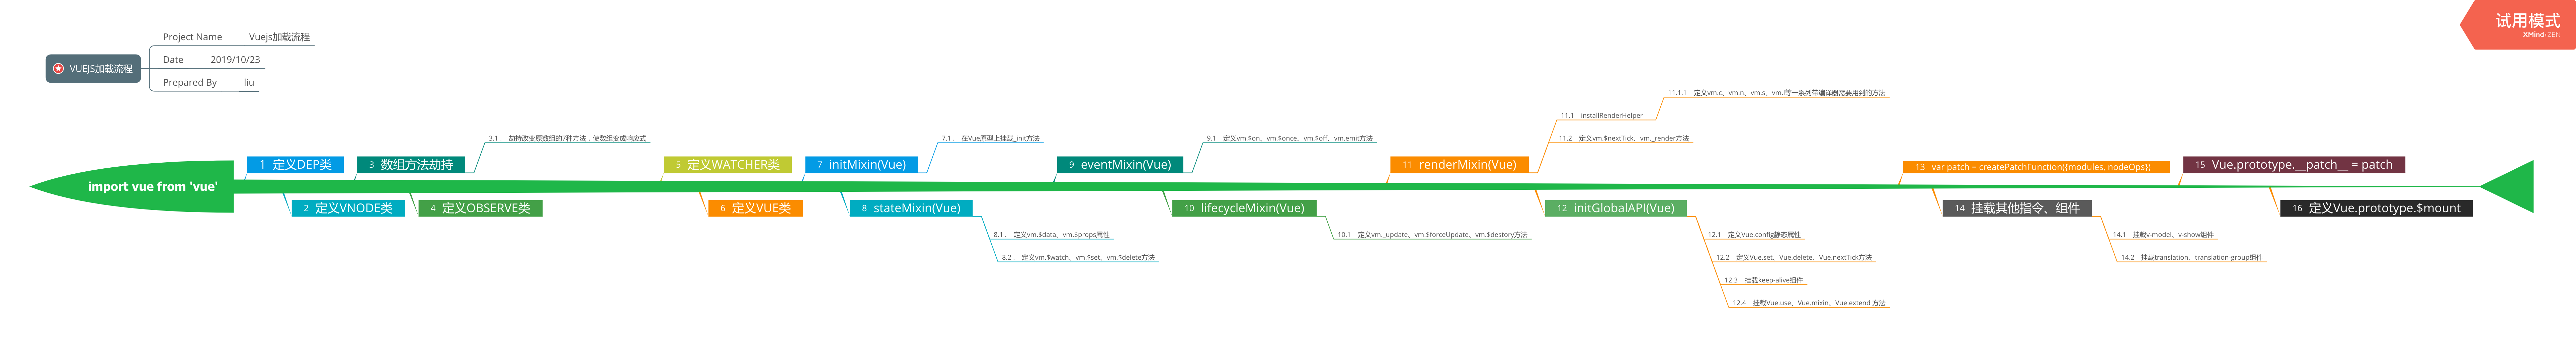 试用模式
XMind:ZEN
VUEJS加载流程
Project Name Vuejs加载流程
Date 2019/10/23
Prepared By liu
import vue from 'vue'
1 定义DEP类
2 定义VNODE类
3 数组方法劫持
3.1 . 劫持改变原数组的7种方法，使数组变成响应式
4 定义OBSERVE类
5 定义WATCHER类
6 定义VUE类
7 initMixin(Vue)
7.1 . 在Vue原型上挂载_init方法
8 stateMixin(Vue)
8.1 . 定义vm.$data、vm.$props属性
8.2 . 定义vm.$watch、vm.$set、vm.$delete方法
9 eventMixin(Vue)
9.1 定义vm.$on、vm.$once、vm.$off、vm.emit方法
10 lifecycleMixin(Vue)
10.1 定义vm._update、vm.$forceUpdate、vm.$destory方法
11 renderMixin(Vue)
11.1 installRenderHelper
11.1.1 定义vm.c、vm.n、vm.s、vm.l等一系列带编译器需要用到的方法
11.2 定义vm.$nextTick、vm._render方法
12 initGlobalAPI(Vue)
12.1 定义Vue.config静态属性
12.2 定义Vue.set、Vue.delete、Vue.nextTick方法
12.3 挂载keep-alive组件
12.4 挂载Vue.use、Vue.mixin、Vue.extend 方法
13 var patch = createPatchFunction({modules, nodeOps})
14 挂载其他指令、组件
14.1 挂载v-model、v-show组件
14.2 挂载translation、translation-group组件
15 Vue.prototype.__patch__ = patch
16 定义Vue.prototype.$mount